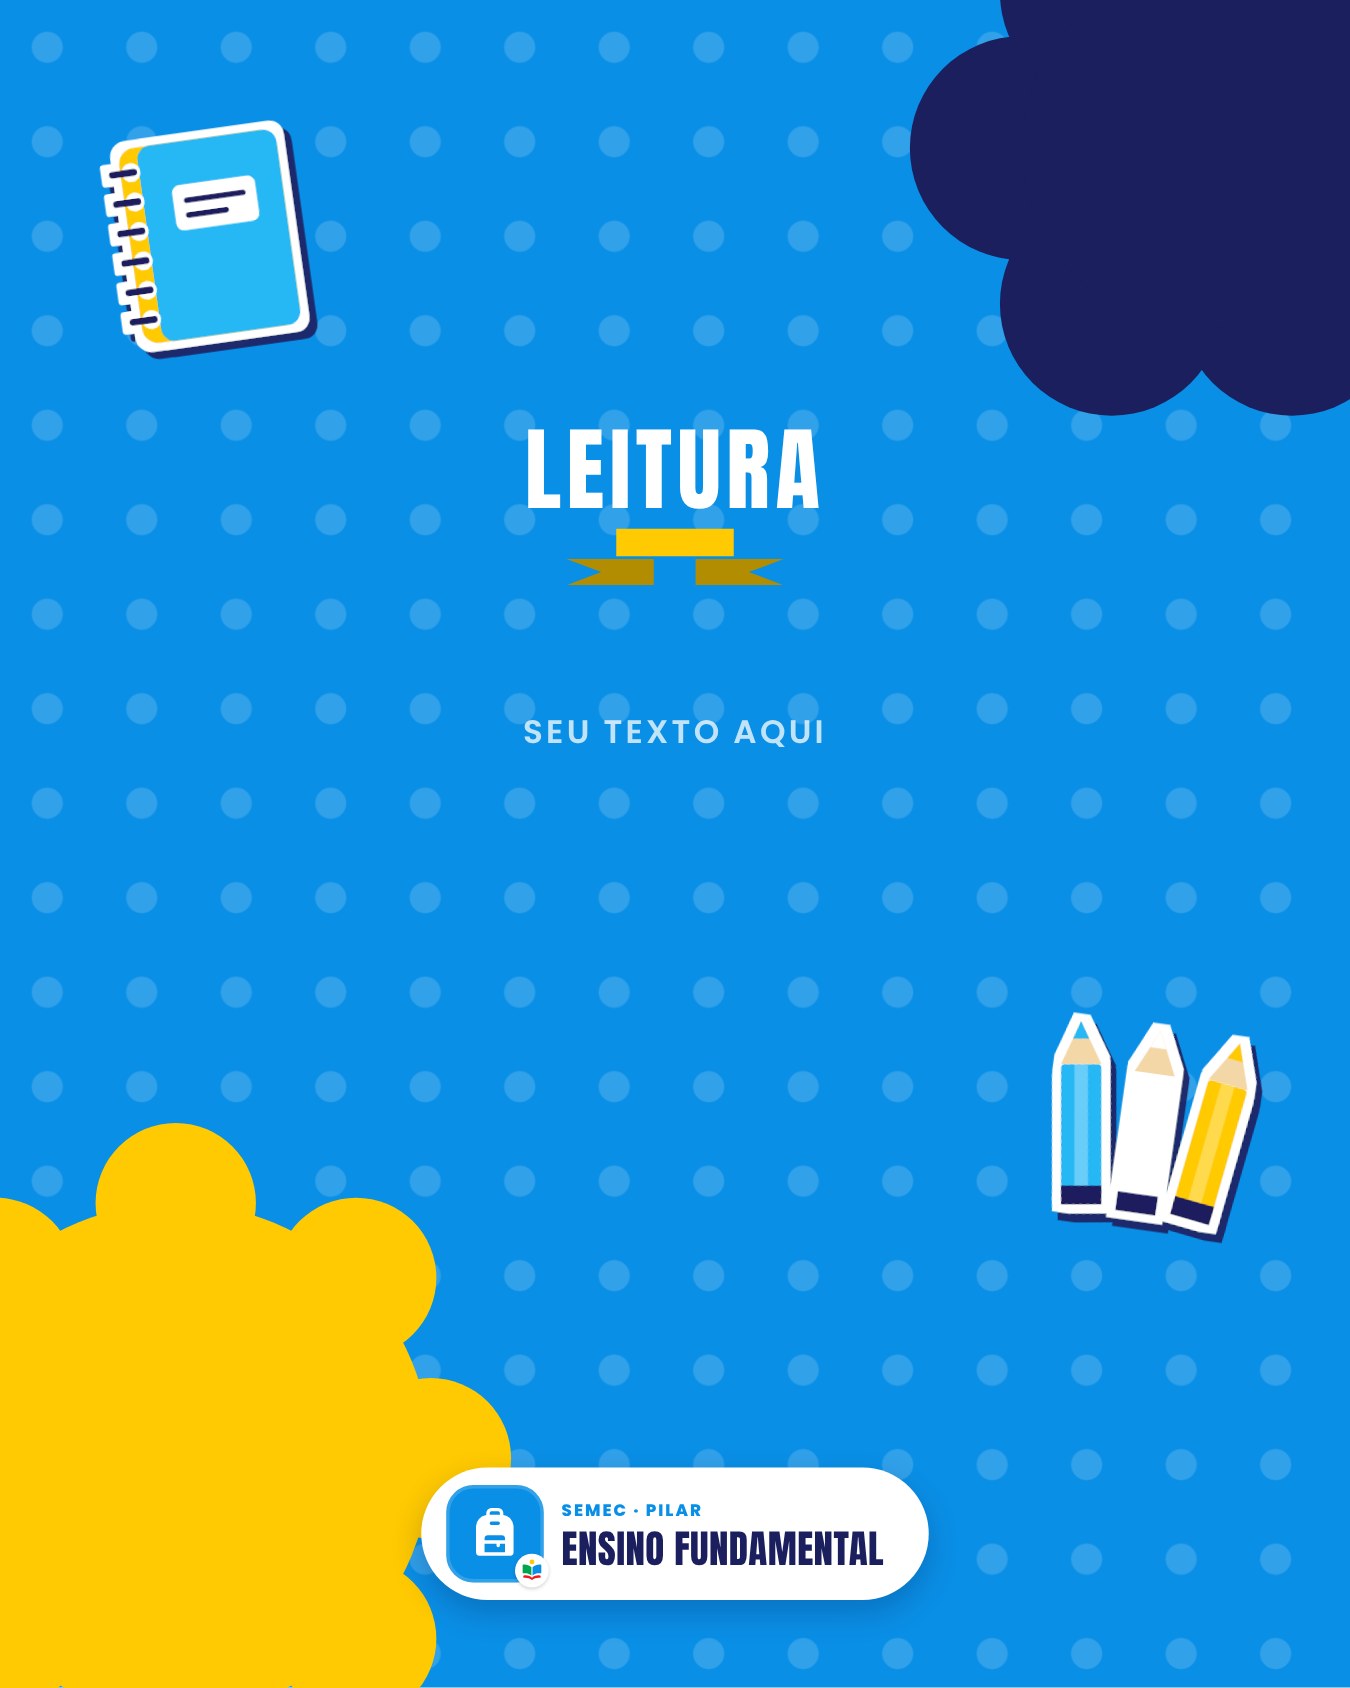 LEITURA
SEU TEXTO AQUI
SEMEC · PILAR
ENSINO FUNDAMENTAL